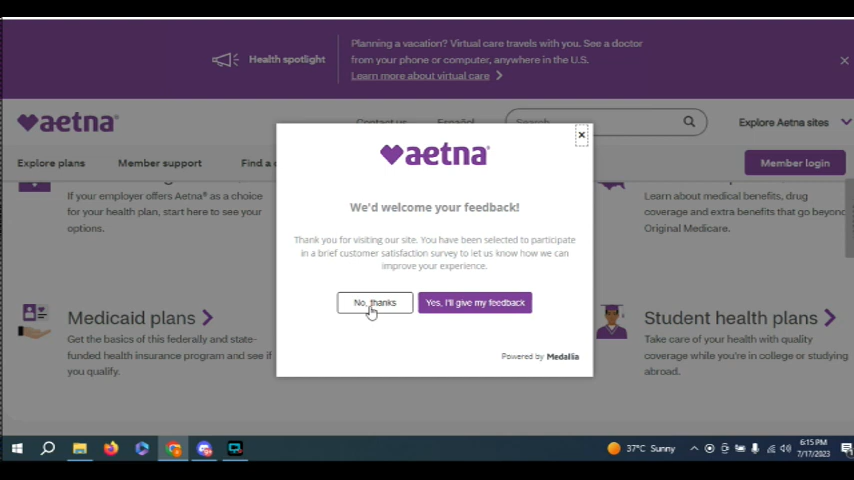 Health spotlight
Planning a vacation? Virtual care travels with you. See a doctor
from your phone or computer, anywhere in the U.S.
Learn more about virtual care
aetna
Contact us
Español
Search
Explore Aetna sites
Explore plans
Member support
Find a
Member login
If your employer offers Aetna® as a choice
for your health plan, start here to see your
options.
Learn about medical benefits, drug
coverage and extra benefits that go beyond
Original Medicare.
Medicaid plans
Get the basics of this federally and state-
funded health insurance program and see if
you qualify.
Student health plans
Take care of your health with quality
coverage while you're in college or studying
abroad.
aetna
We'd welcome your feedback!
Thank you for visiting our site. You have been selected to participate
in a brief customer satisfaction survey to let us know how we can
improve your experience.
No, thanks
Yes, I'll give my feedback
Powered by Medallia
37°C Sunny
6:15 PM
7/17/2023